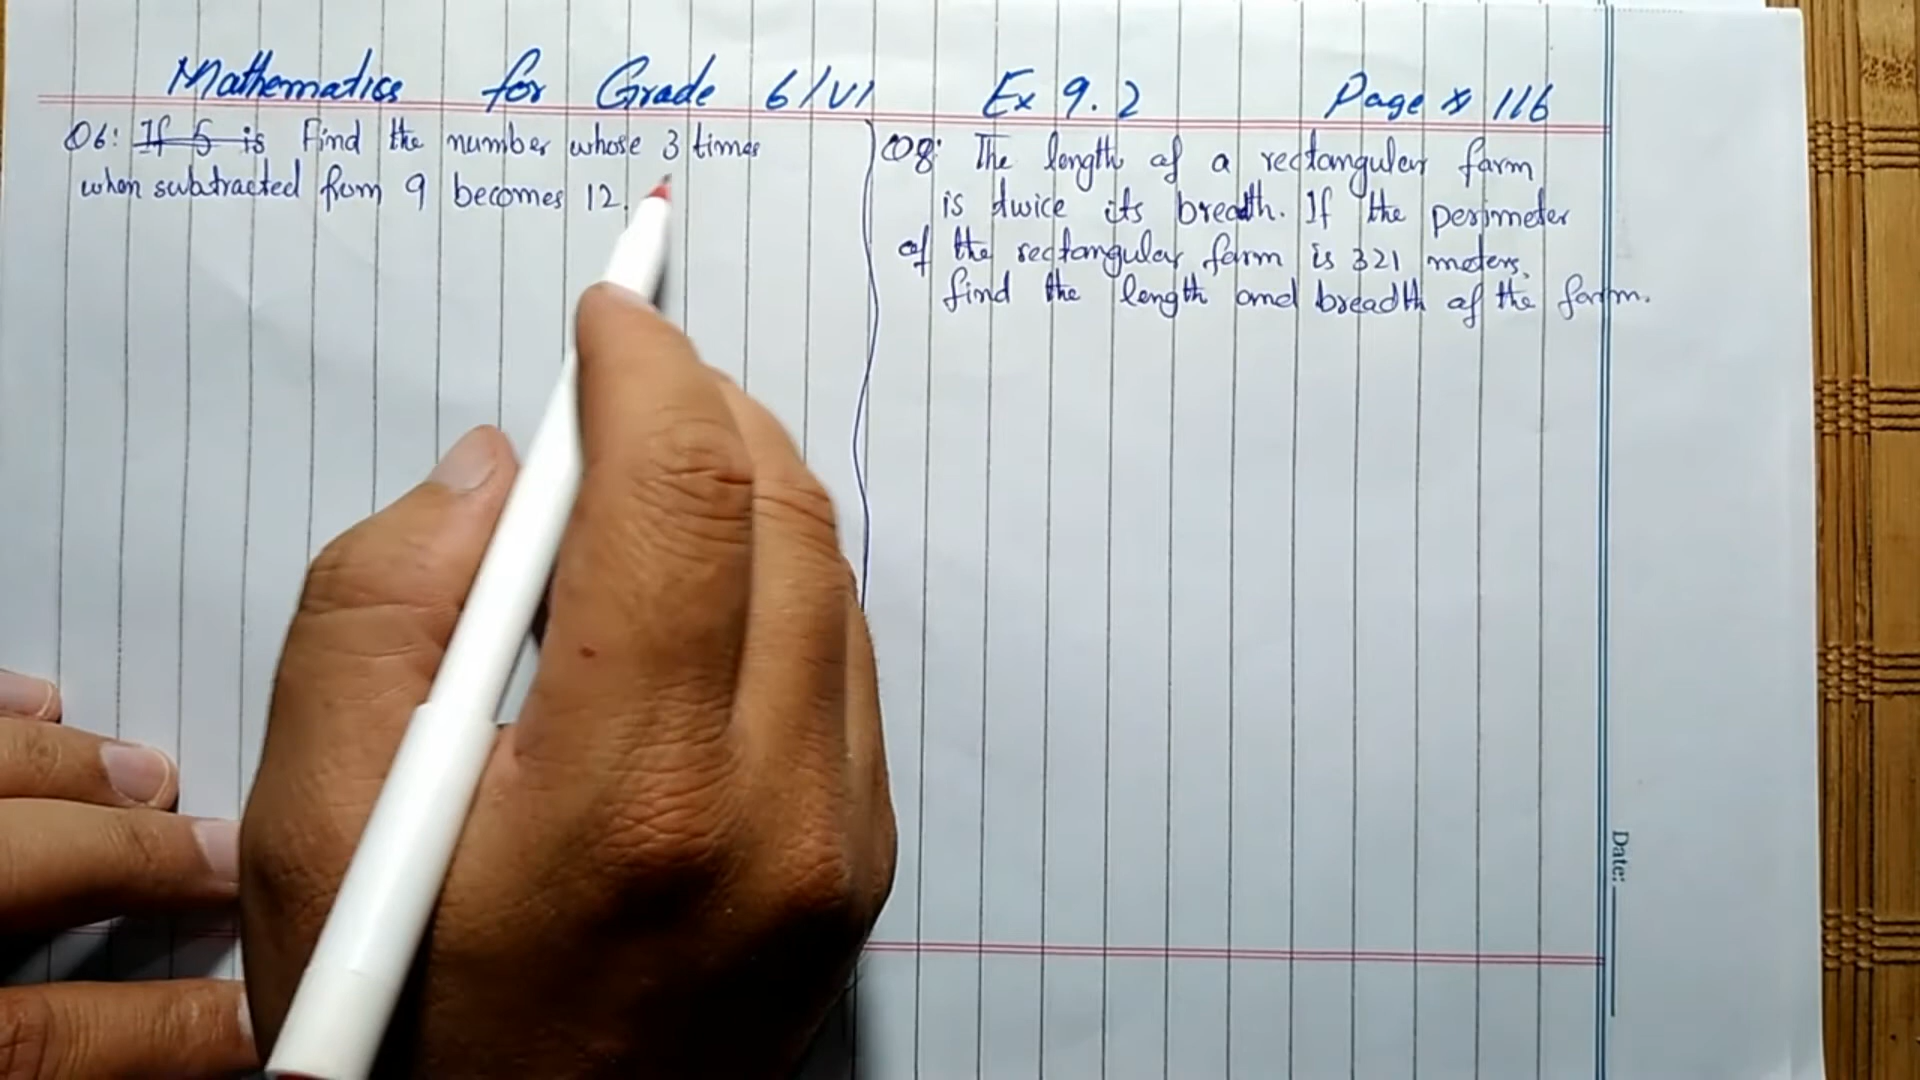 Mathematics for Grade 6/VI Ex 9.2 Page # 116
Q6: If 5 is Find the number whose 3 times
when subtracted from 9 becomes 12.
Q8: The length of a rectangular farm
is twice its breadth. If the perimeter
of the rectangular farm is 321 meters,
find the length and breadth of the farm.
Date: